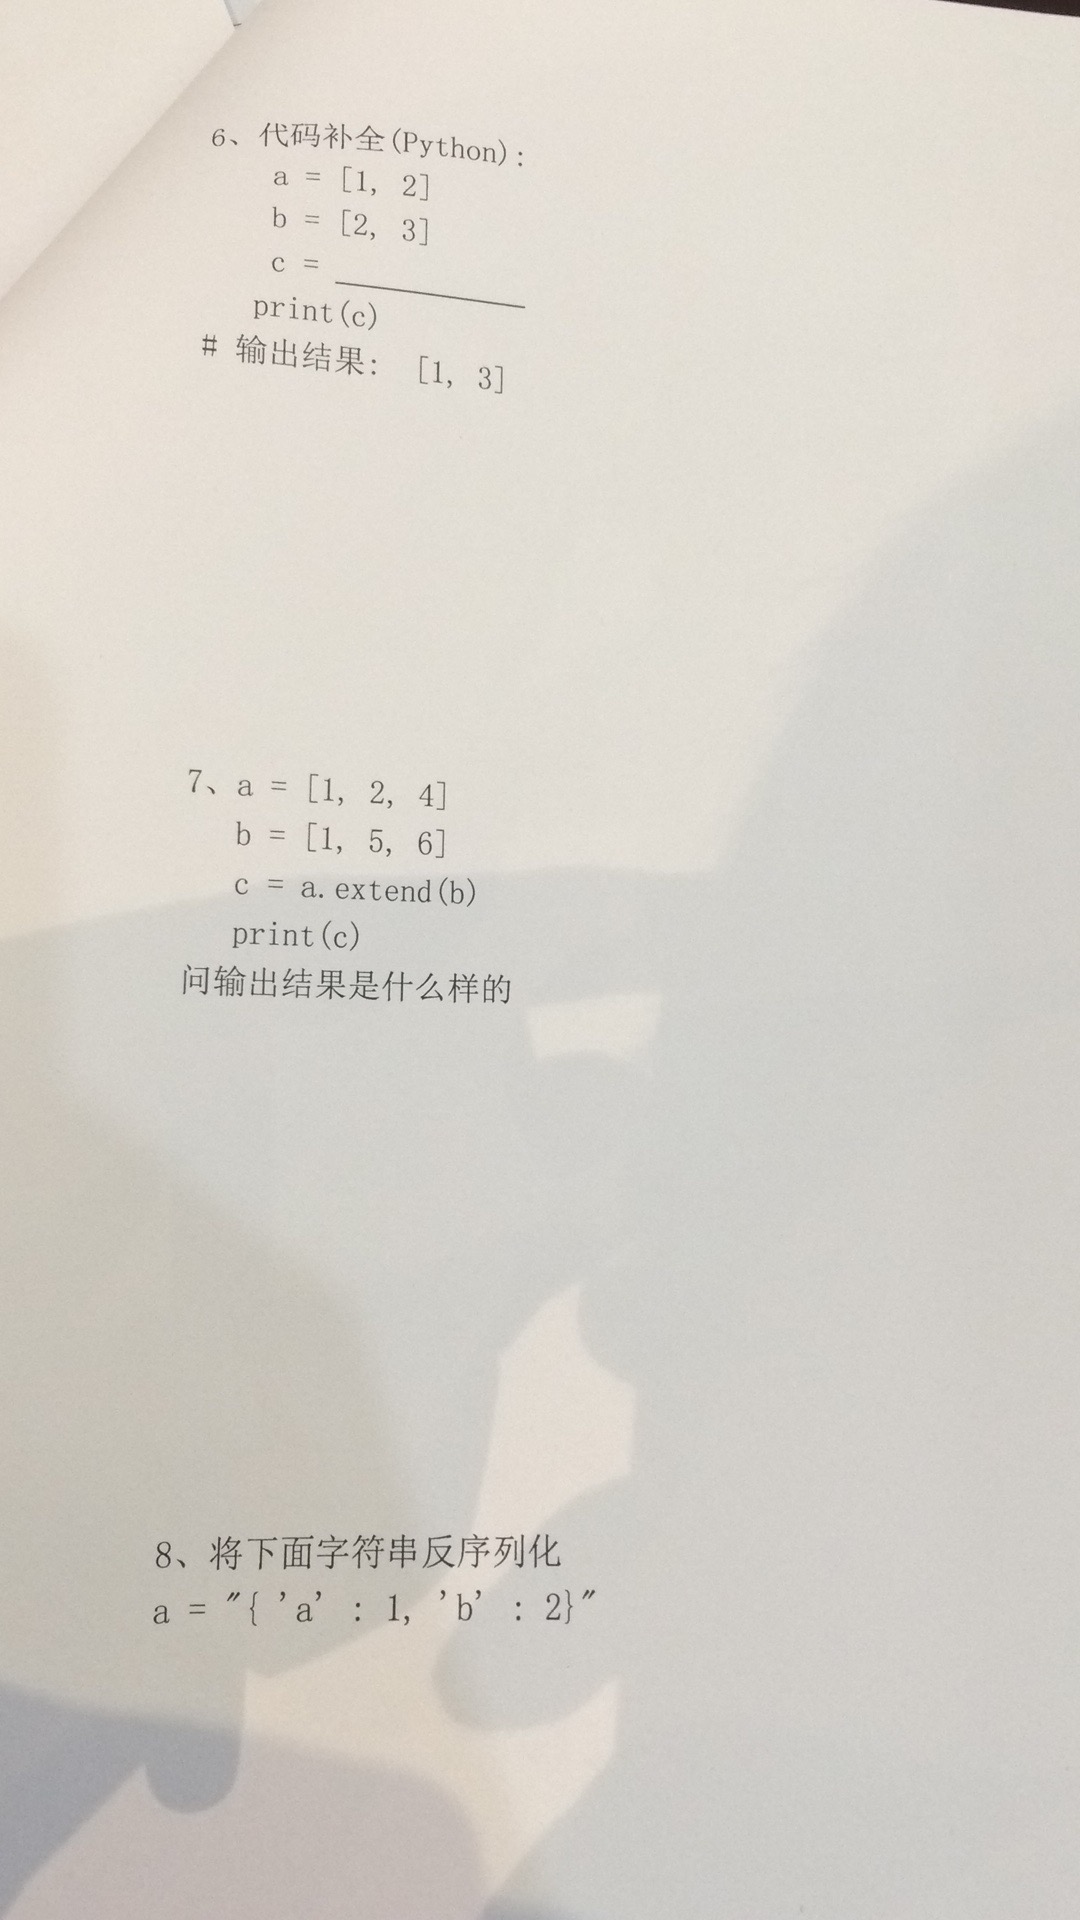 6、代码补全(Python):
a = [1, 2]
b = [2, 3]
c = ____________
print(c)
# 输出结果: [1, 3]
7、a = [1, 2, 4]
b = [1, 5, 6]
c = a.extend(b)
print(c)
问输出结果是什么样的
8、将下面字符串反序列化
a = "{ 'a' : 1, 'b' : 2}"